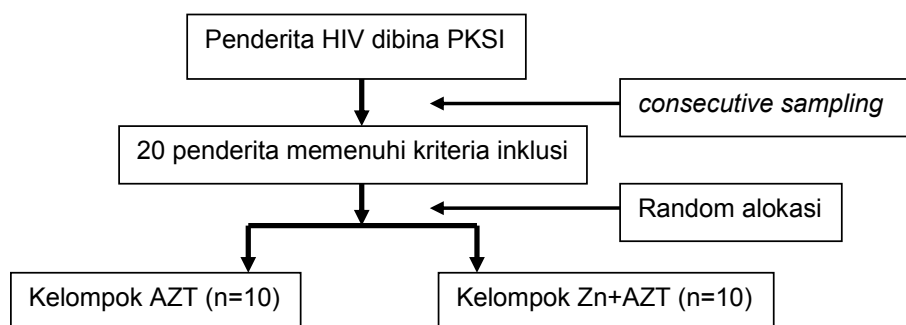 Penderita HIV dibina PKSI
consecutive sampling
20 penderita memenuhi kriteria inklusi
Random alokasi
Kelompok AZT (n=10)
Kelompok Zn+AZT (n=10)